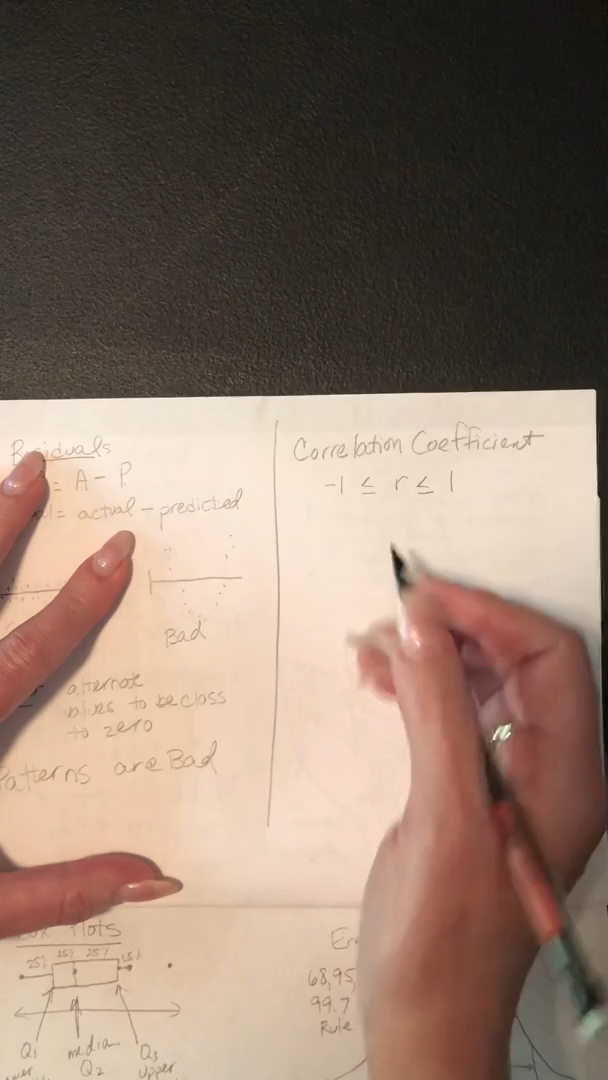 Residuals
= A - P
= actual - predicted
Bad
alternate
values to be close
to zero
Patterns are Bad
Correlation Coefficient
-1 ≤ r ≤ 1
Plots
25% 25% 25% 25%
Q1 median Q3
Q2 upper
68, 95,
99.7
Rule